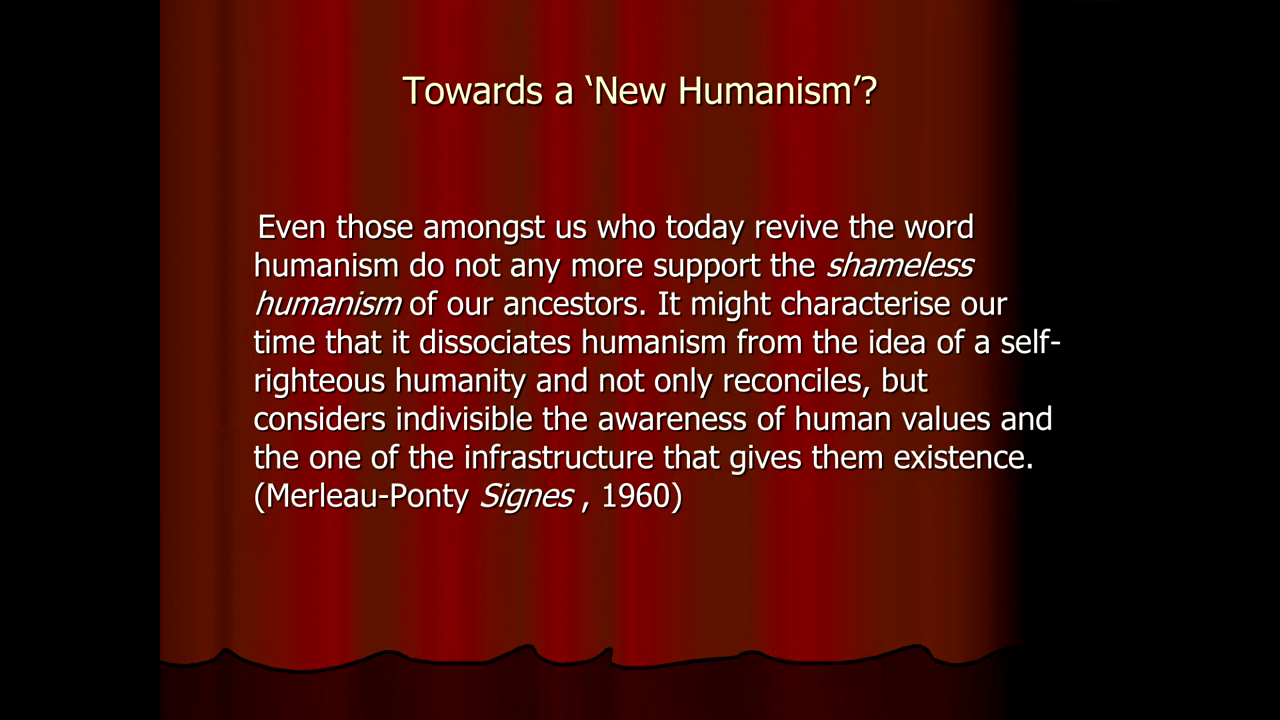 Towards a ‘New Humanism’?
Even those amongst us who today revive the word
humanism do not any more support the shameless
humanism of our ancestors. It might characterise our
time that it dissociates humanism from the idea of a self-
righteous humanity and not only reconciles, but
considers indivisible the awareness of human values and
the one of the infrastructure that gives them existence.
(Merleau-Ponty Signes , 1960)